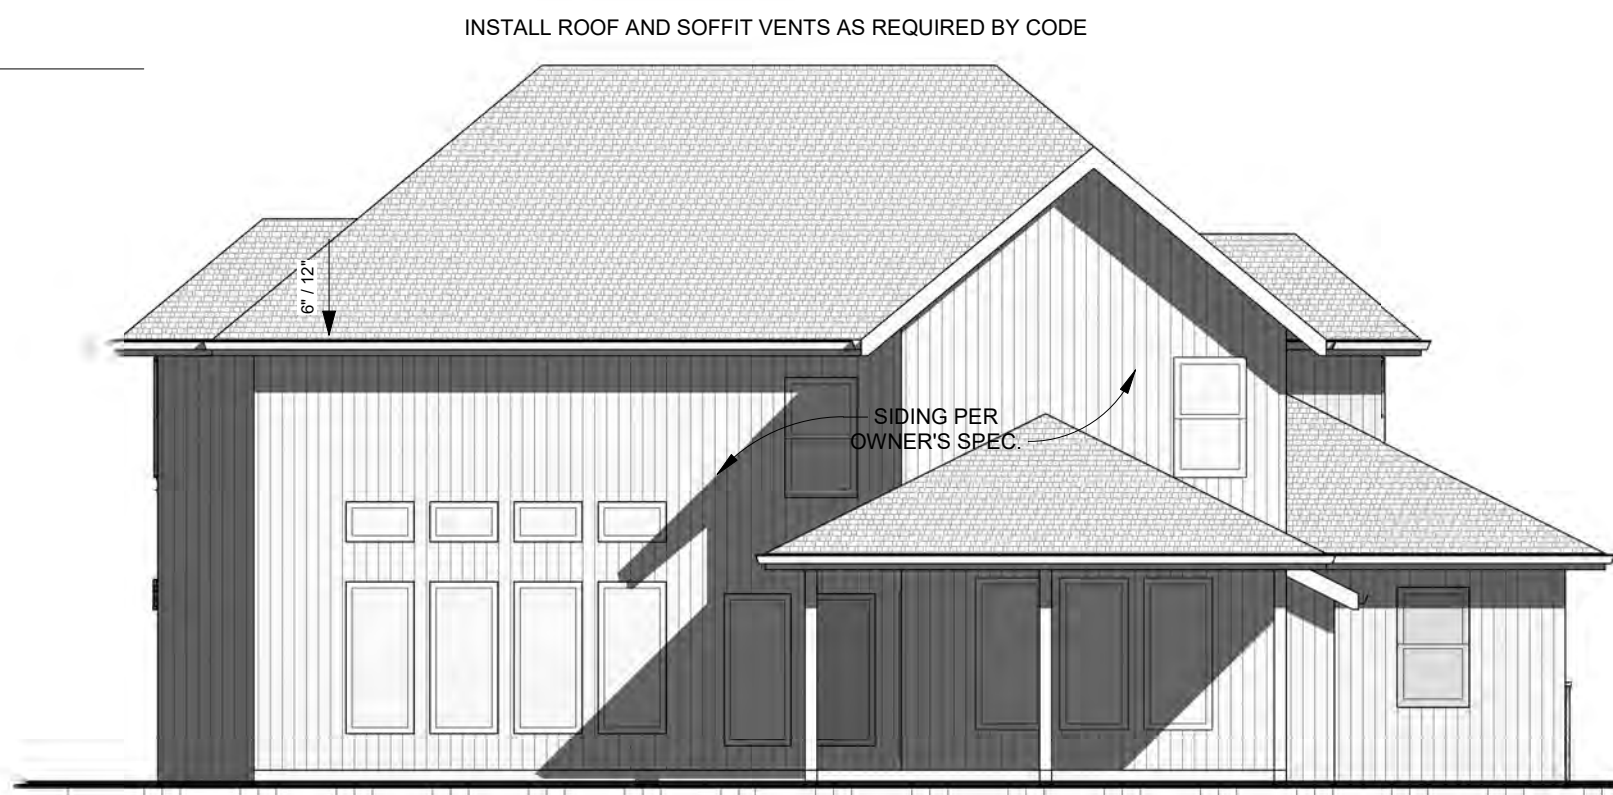 INSTALL ROOF AND SOFFIT VENTS AS REQUIRED BY CODE
6" / 12"
SIDING PER
OWNER'S SPEC.